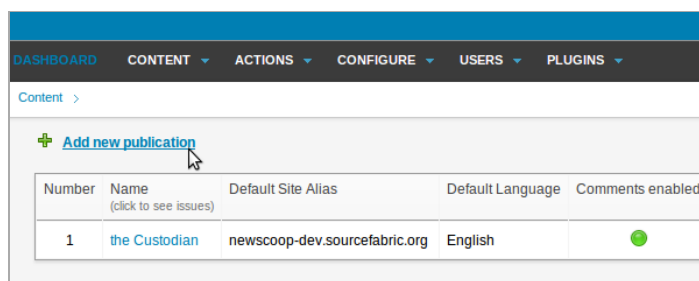 DASHBOARD CONTENT ACTIONS CONFIGURE USERS PLUGINS
Content >
Add new publication
Number Name Default Site Alias Default Language Comments enabled
(click to see issues)
1 the Custodian newscoop-dev.sourcefabric.org English